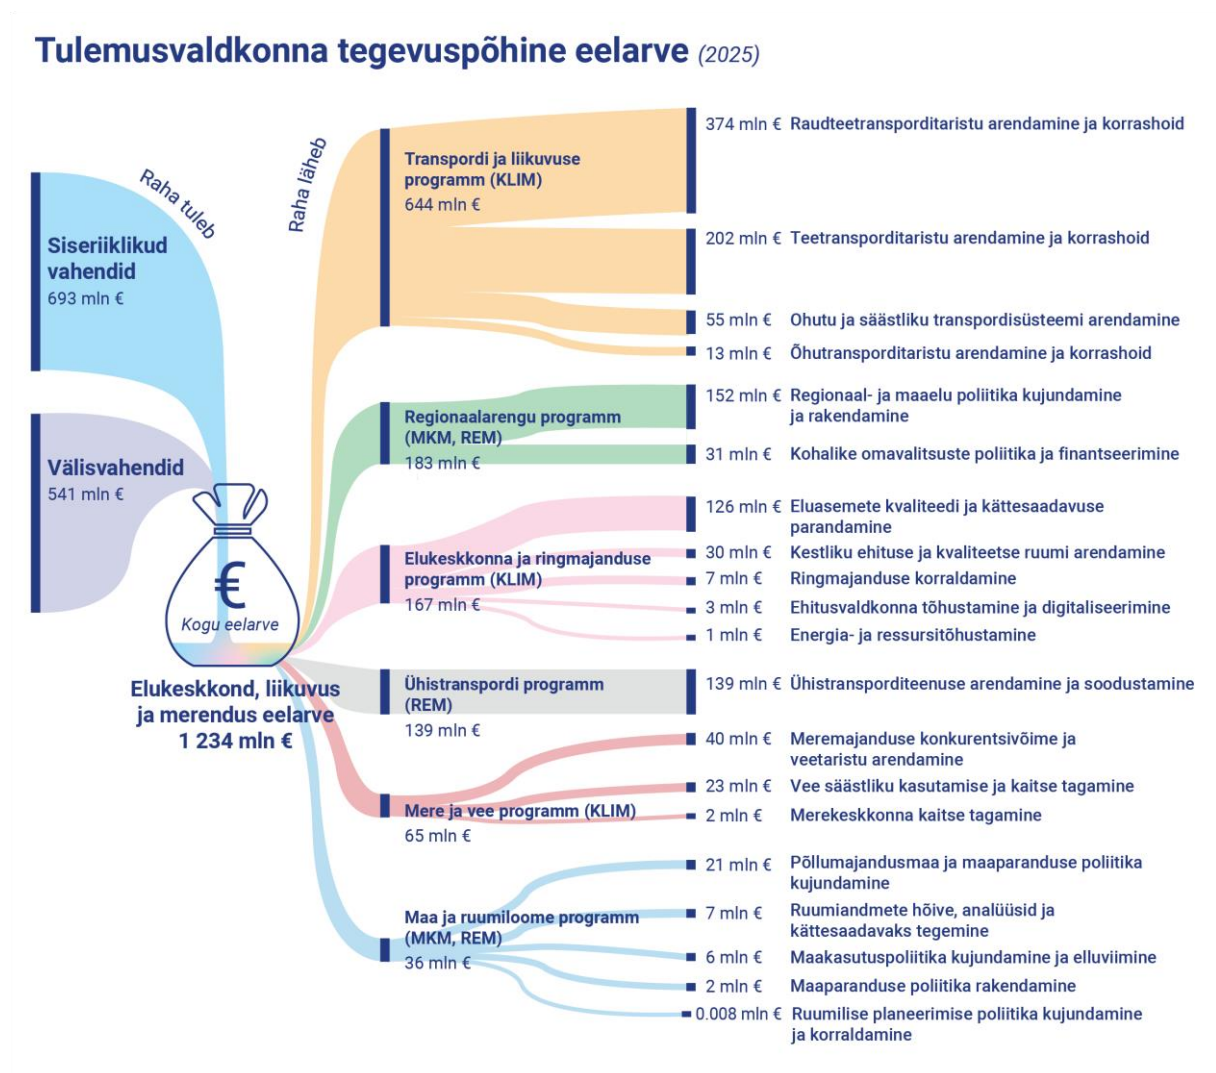 Tulemusvaldkonna tegevuspõhine eelarve (2025)
Raha tuleb
Raha läheb
Siseriiklikud
vahendid
693 mln €
Välisvahendid
541 mln €
€
Kogu eelarve
Elukeskkond, liikuvus
ja merendus eelarve
1 234 mln €
Transpordi ja liikuvuse
programm (KLIM)
644 mln €
374 mln € Raudteetransporditaristu arendamine ja korrashoid
202 mln € Teetransporditaristu arendamine ja korrashoid
55 mln € Ohutu ja säästliku transpordisüsteemi arendamine
13 mln € Õhutransporditaristu arendamine ja korrashoid
Regionaalarengu programm
(MKM, REM)
183 mln €
152 mln € Regionaal- ja maaelu poliitika kujundamine
ja rakendamine
31 mln € Kohalike omavalitsuste poliitika ja finantseerimine
Elukeskkonna ja ringmajanduse
programm (KLIM)
167 mln €
126 mln € Eluasemete kvaliteedi ja kättesaadavuse
parandamine
30 mln € Kestliku ehituse ja kvaliteetse ruumi arendamine
7 mln € Ringmajanduse korraldamine
3 mln € Ehitusvaldkonna tõhustamine ja digitaliseerimine
1 mln € Energia- ja ressursitõhustamine
Ühistranspordi programm
(REM)
139 mln €
139 mln € Ühistransporditeenuse arendamine ja soodustamine
Mere ja vee programm (KLIM)
65 mln €
40 mln € Meremajanduse konkurentsivõime ja
veetaristu arendamine
23 mln € Vee säästliku kasutamise ja kaitse tagamine
2 mln € Merekeskkonna kaitse tagamine
Maa ja ruumiloome programm
(MKM, REM)
36 mln €
21 mln € Põllumajandusmaa ja maaparanduse poliitika
kujundamine
7 mln € Ruumiandmete hõive, analüüsid ja
kättesaadavaks tegemine
6 mln € Maakasutuspoliitika kujundamine ja elluviimine
2 mln € Maaparanduse poliitika rakendamine
0.008 mln € Ruumilise planeerimise poliitika kujundamine
ja korraldamine